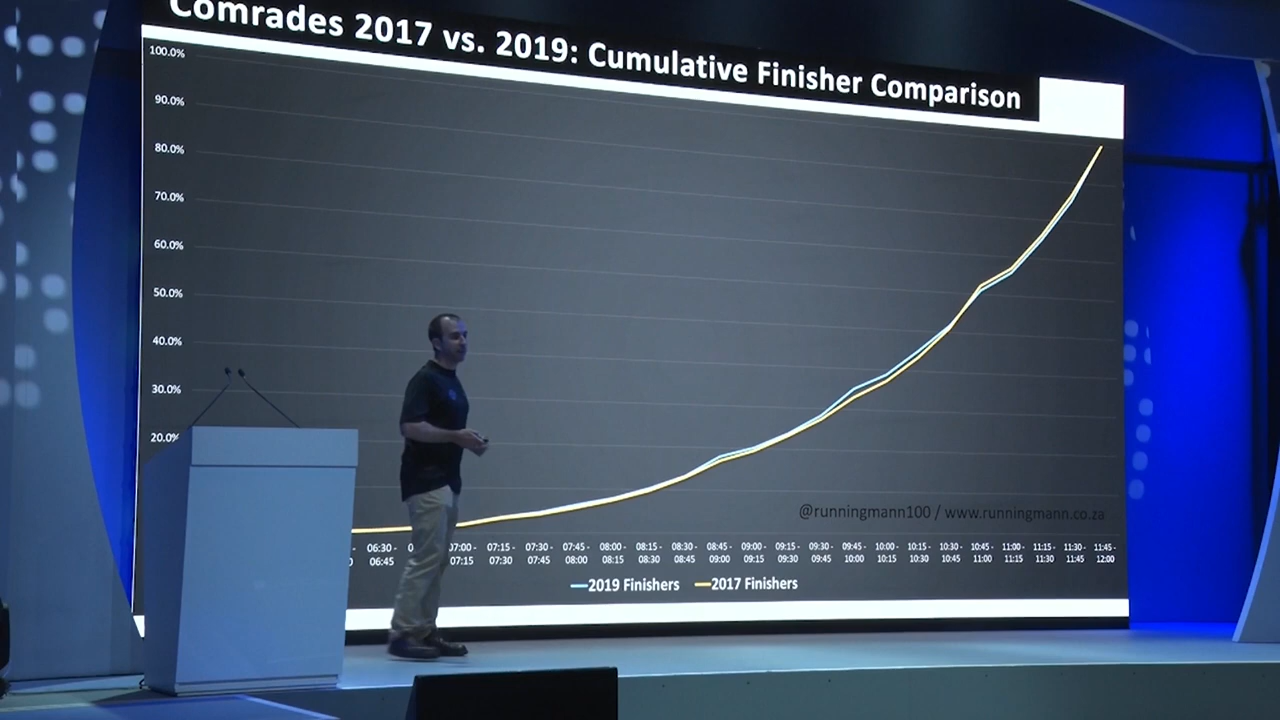 Comrades 2017 vs. 2019: Cumulative Finisher Comparison
100.0%
90.0%
80.0%
70.0%
60.0%
50.0%
40.0%
30.0%
20.0%
@runningmann100 / www.runningmann.co.za
06:30 - 06:45
07:00 - 07:15
07:15 - 07:30
07:30 - 07:45
07:45 - 08:00
08:00 - 08:15
08:15 - 08:30
08:30 - 08:45
08:45 - 09:00
09:00 - 09:15
09:15 - 09:30
09:30 - 09:45
09:45 - 10:00
10:00 - 10:15
10:15 - 10:30
10:30 - 10:45
10:45 - 11:00
11:00 - 11:15
11:15 - 11:30
11:30 - 11:45
11:45 - 12:00
2019 Finishers
2017 Finishers